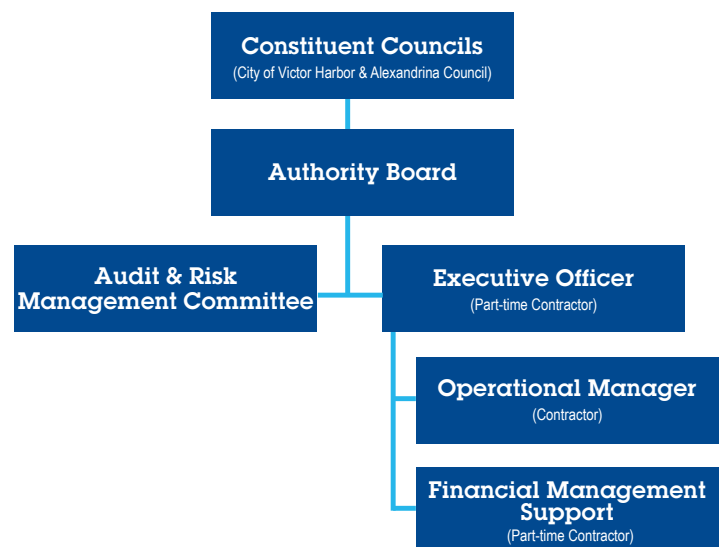 Constituent Councils
(City of Victor Harbor & Alexandrina Council)
Authority Board
Audit & Risk
Management Committee
Executive Officer
(Part-time Contractor)
Operational Manager
(Contractor)
Financial Management
Support
(Part-time Contractor)